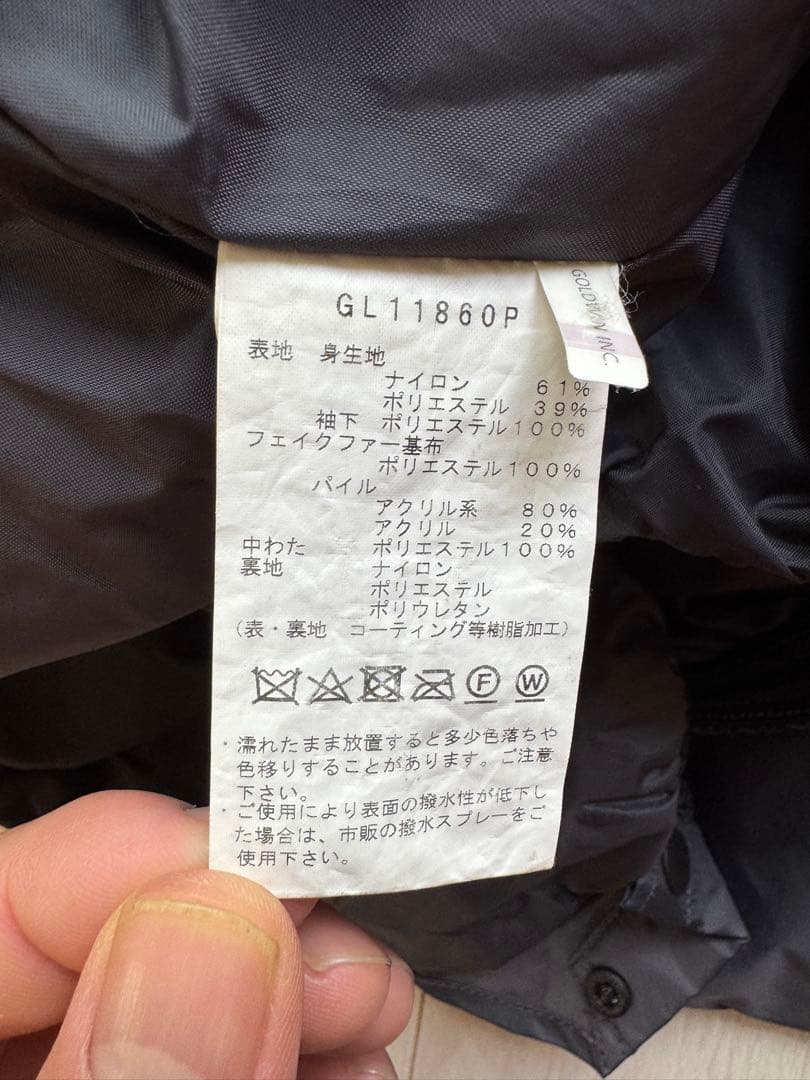 GL11860P
GOLDWIN INC.
表地 身生地
ナイロン 61%
ポリエステル 39%
袖下 ポリエステル100%
フェイクファー基布
ポリエステル100%
パイル
アクリル系 80%
アクリル 20%
中わた ポリエステル100%
裏地 ナイロン
ポリエステル
ポリウレタン
(表・裏地 コーティング等樹脂加工)
F W
・濡れたまま放置すると多少色落ちや
色移りすることがあります。ご注意
下さい。
・ご使用により表面の撥水性が低下し
た場合は、市販の撥水スプレーをご
使用下さい。